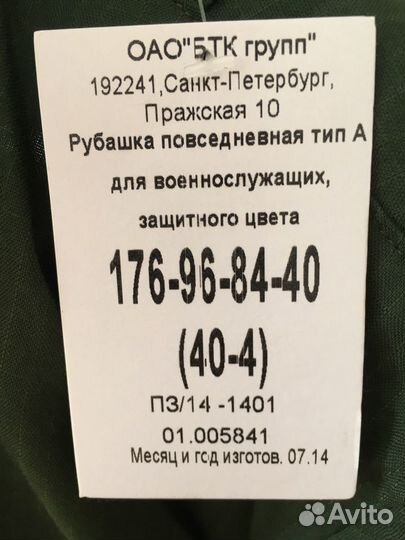 ОАО"БТК групп"
192241,Санкт-Петербург,
Пражская 10
Рубашка повседневная тип А
для военнослужащих,
защитного цвета
176-96-84-40
(40-4)
ПЗ/14 -1401
01.005841
Месяц и год изготов. 07.14
Avito